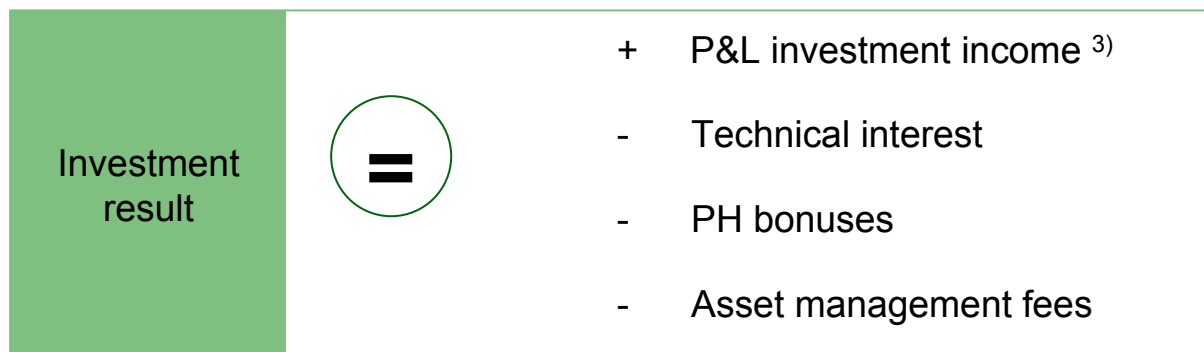 Investment
result
=
+ P&L investment income ³⁾
- Technical interest
- PH bonuses
- Asset management fees